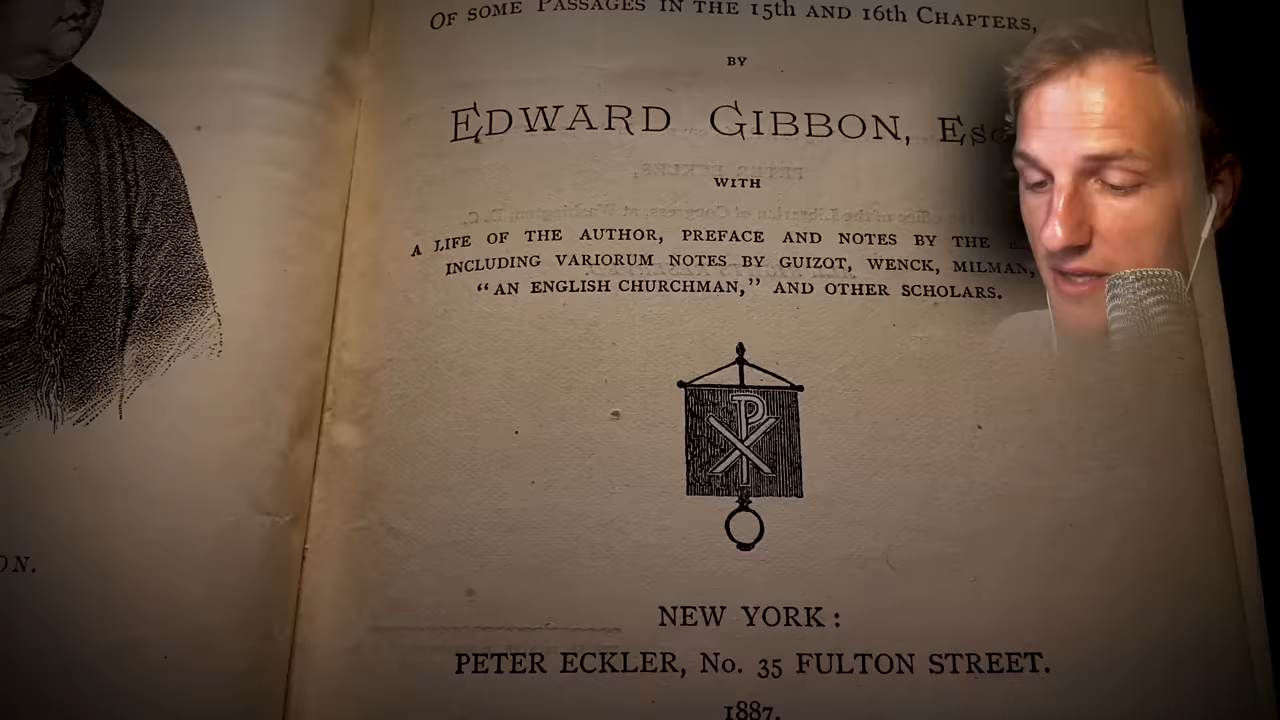 OF SOME PASSAGES IN THE 15th AND 16th CHAPTERS,
BY
EDWARD GIBBON, Esq
WITH
A LIFE OF THE AUTHOR, PREFACE AND NOTES BY THE
INCLUDING VARIORUM NOTES BY GUIZOT, WENCK, MILMAN,
“AN ENGLISH CHURCHMAN,” AND OTHER SCHOLARS.
ON.
NEW YORK:
PETER ECKLER, No. 35 FULTON STREET.
1887.